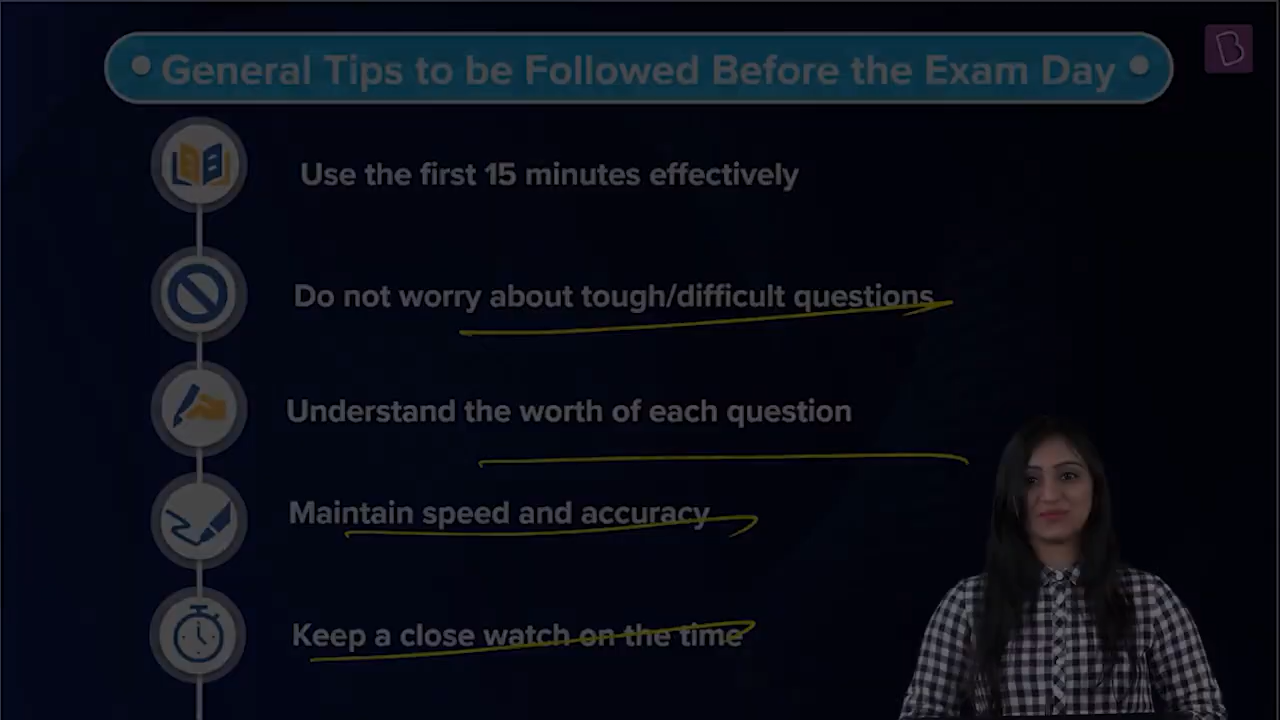 General Tips to be Followed Before the Exam Day
Use the first 15 minutes effectively
Do not worry about tough/difficult questions
Understand the worth of each question
Maintain speed and accuracy
Keep a close watch on the time